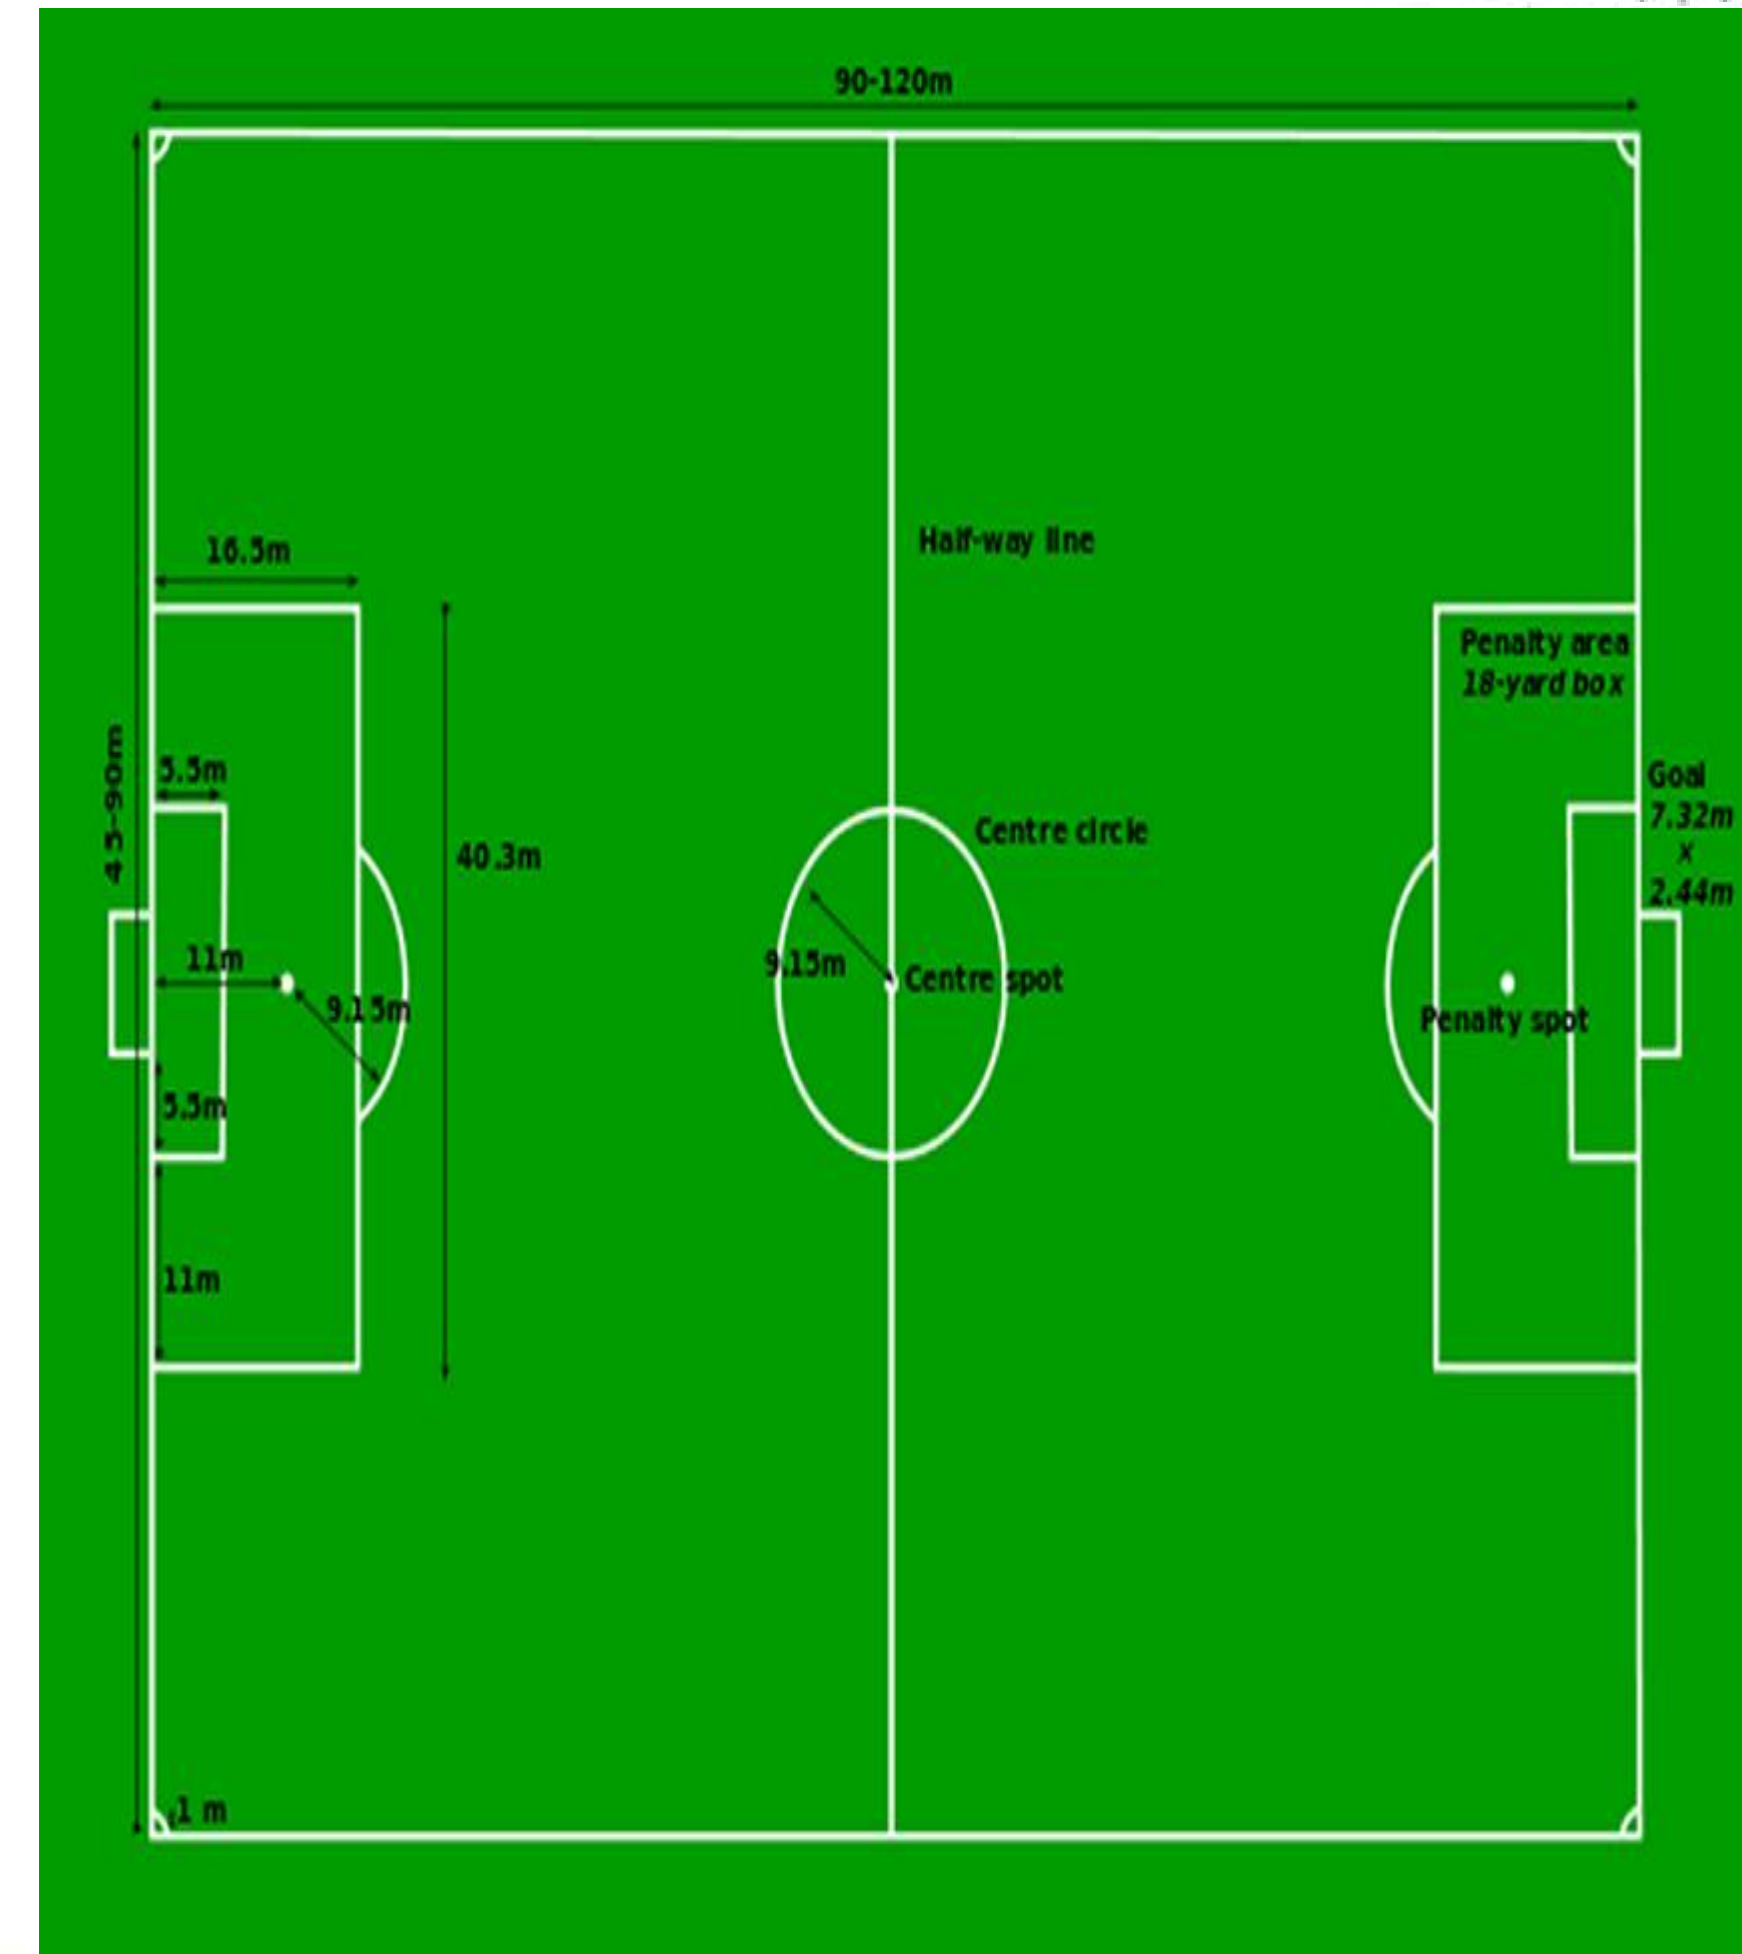 90-120m
16.5m
Half-way line
Penalty area
18-yard box
45-90m
5.5m
Goal
7.32m
x
2.44m
Centre circle
40.3m
11m
9.15m
9.15m
Centre spot
Penalty spot
5.5m
11m
1 m